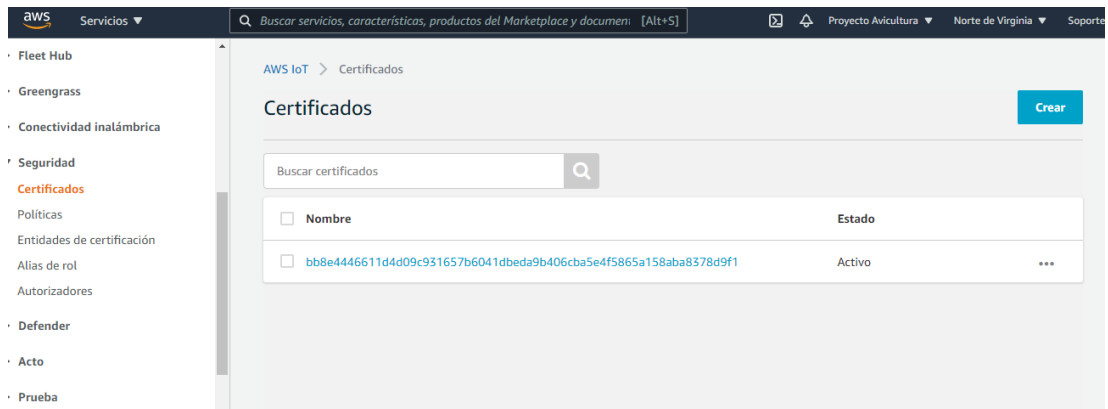 aws Servicios ▼ Buscar servicios, características, productos del Marketplace y documen [Alt+S] Proyecto Avicultura ▼ Norte de Virginia ▼ Soporte
Fleet Hub
Greengrass
Conectividad inalámbrica
Seguridad
Certificados
Políticas
Entidades de certificación
Alias de rol
Autorizadores
Defender
Acto
Prueba
AWS IoT > Certificados
Certificados
Crear
Buscar certificados
Nombre Estado
bb8e4446611d4d09c931657b6041dbeda9b406cba5e4f5865a158aba8378d9f1 Activo •••